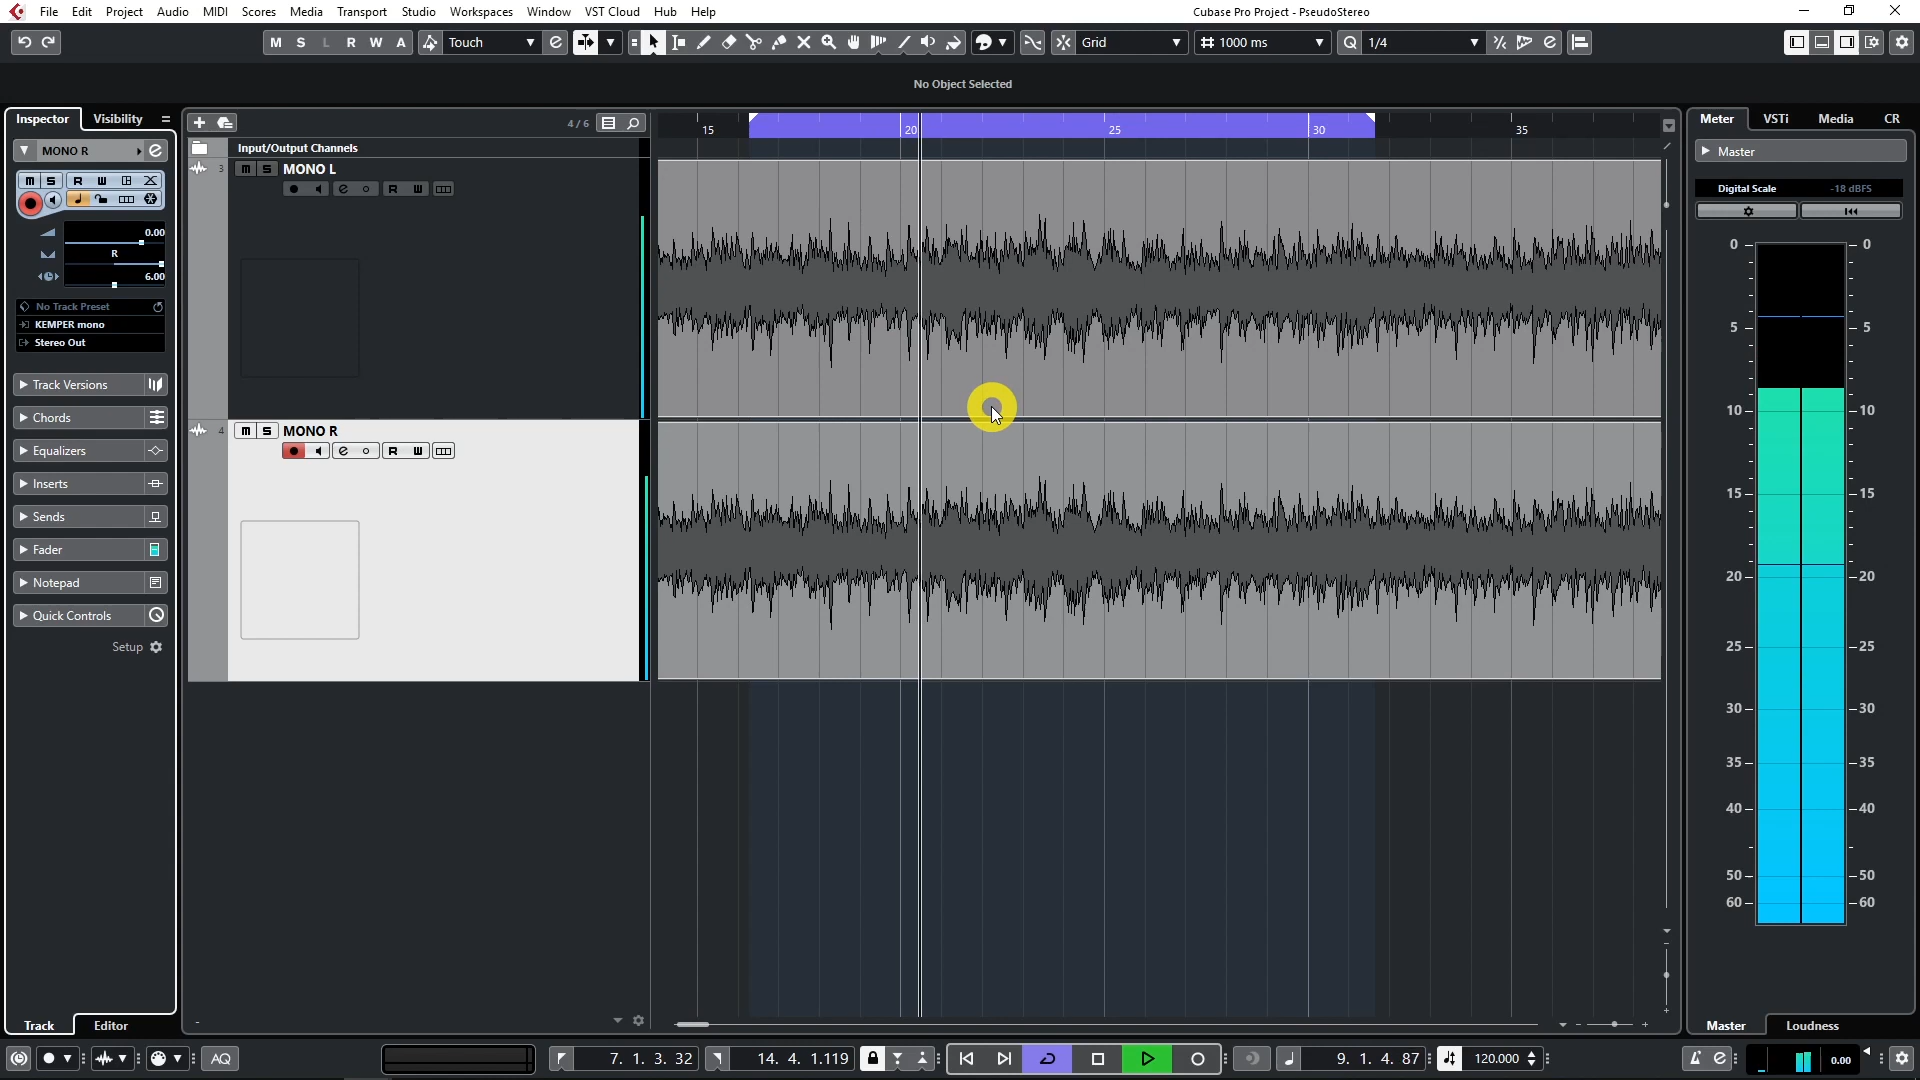 File Edit Project Audio MIDI Scores Media Transport Studio Workspaces Window VST Cloud Hub Help
Cubase Pro Project - PseudoStereo
M S L R W A Touch Grid 1000 ms Q 1/4
No Object Selected
Inspector Visibility
MONO R
m S R W
0.00
R
6.00
No Track Preset
KEMPER mono
Stereo Out
Track Versions
Chords
Equalizers
Inserts
Sends
Fader
Notepad
Quick Controls
Setup
Track Editor
4 / 6
Input/Output Channels
3 m S MONO L
e R W
4 m S MONO R
e R W
15 20 25 30 35
Meter VSTi Media CR
Master
Digital Scale -18 dBFS
0 0
5 5
10 10
15 15
20 20
25 25
30 30
35 35
40 40
50 50
60 60
Master Loudness
AQ 7. 1. 3. 32 14. 4. 1.119 9. 1. 4. 87 120.000 0.00